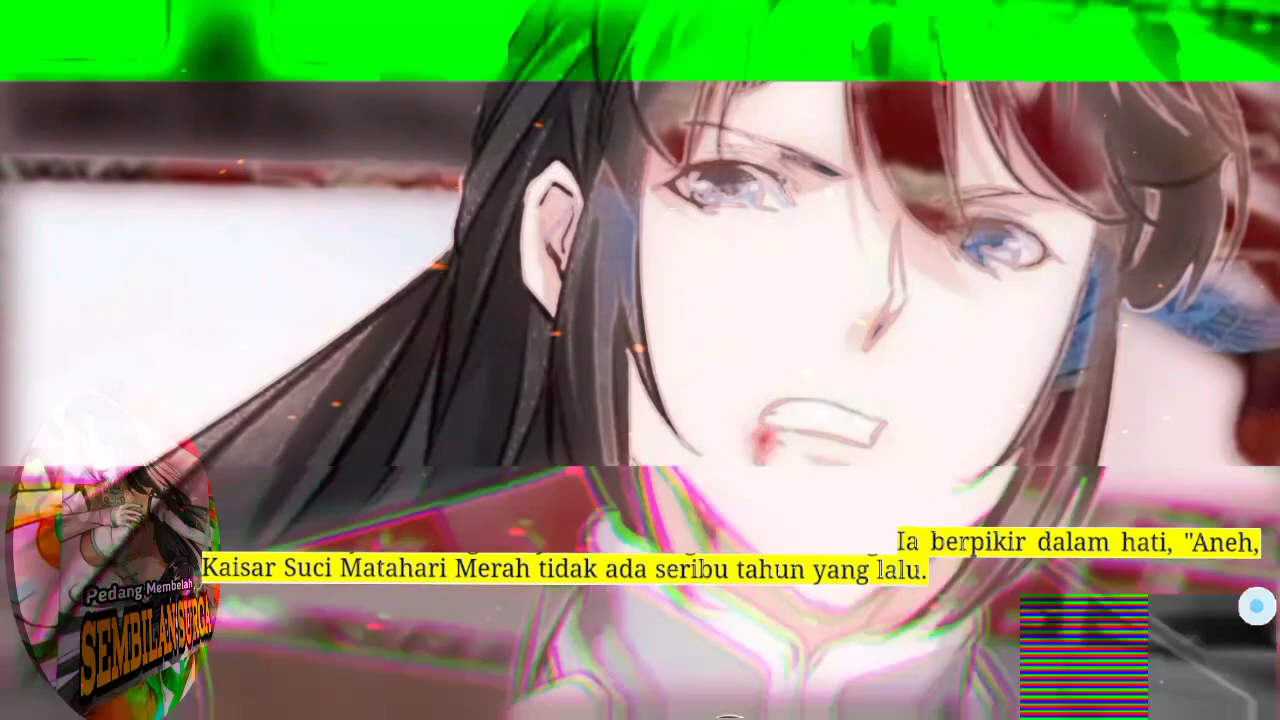 Ia berpikir dalam hati, "Aneh,
Kaisar Suci Matahari Merah tidak ada seribu tahun yang lalu.
Pedang Membelah
SEMBILAN SURGA